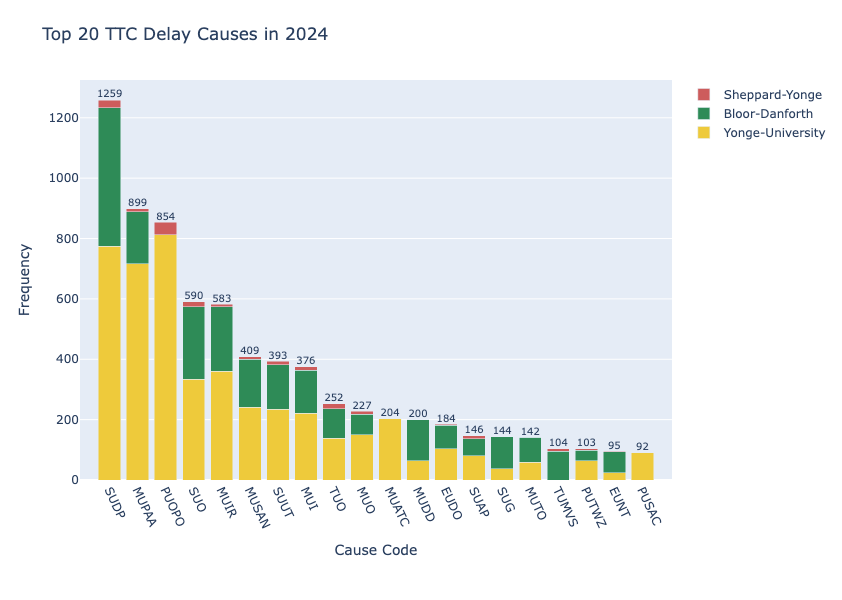 Top 20 TTC Delay Causes in 2024
Sheppard-Yonge
Bloor-Danforth
Yonge-University
Frequency
1200
1000
800
600
400
200
0
1259
899
854
590
583
409
393
376
252
227
204
200
184
146
144
142
104
103
95
92
SUDP
MUPAA
PUOPO
SUO
MUIR
MUSAN
SUUT
MUI
TUO
MUO
MUATC
MUDD
EUDO
SUAP
SUG
MUTO
TUMVS
PUTWZ
EUNT
PUSAC
Cause Code